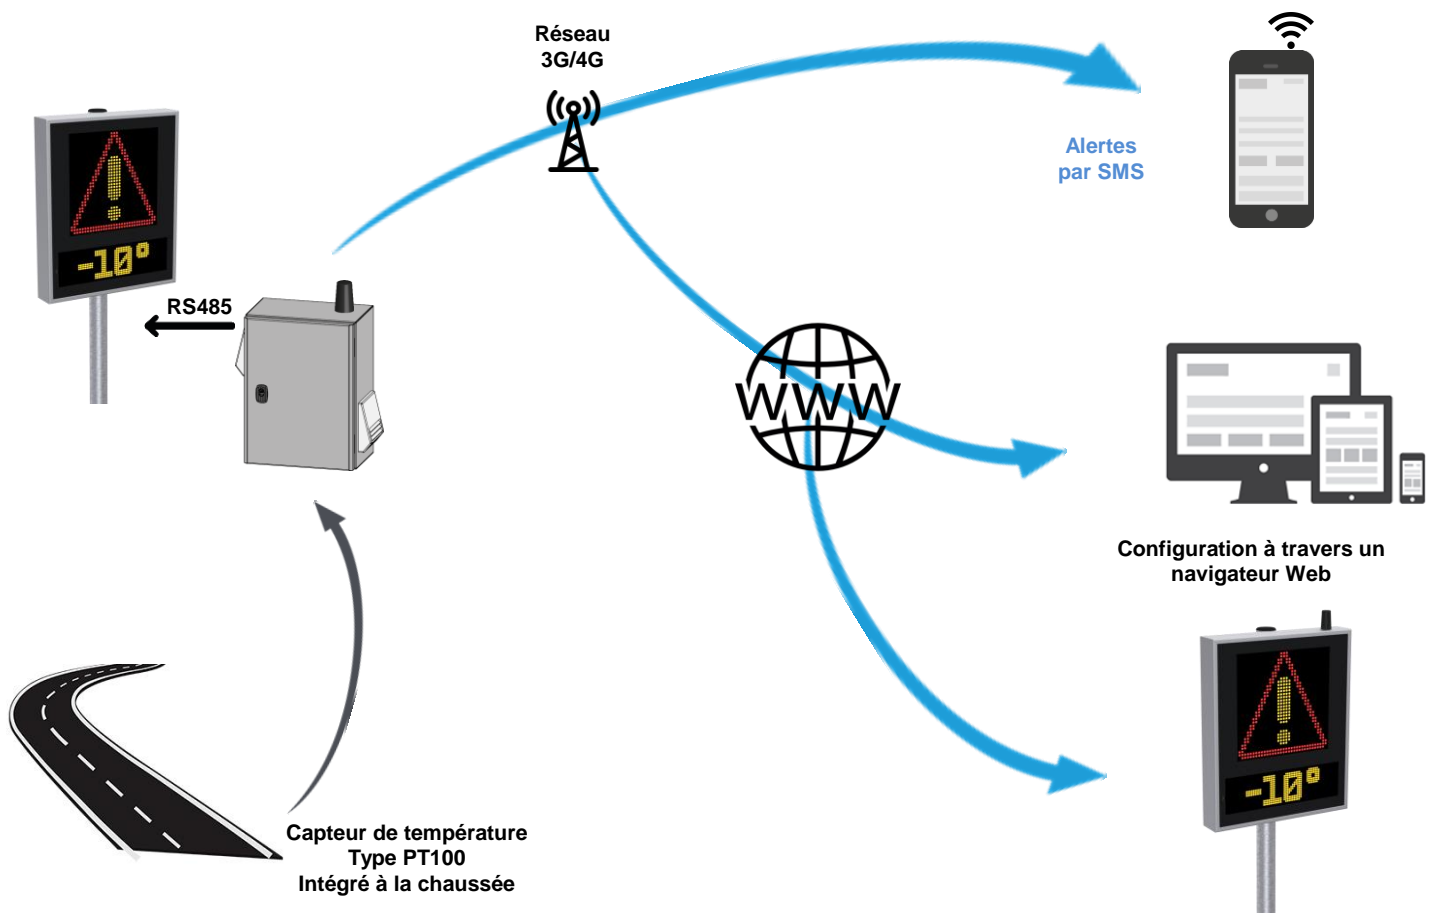 Réseau
3G/4G
Alertes
par SMS
-10°
RS485
WWW
Configuration à travers un
navigateur Web
-10°
Capteur de température
Type PT100
Intégré à la chaussée